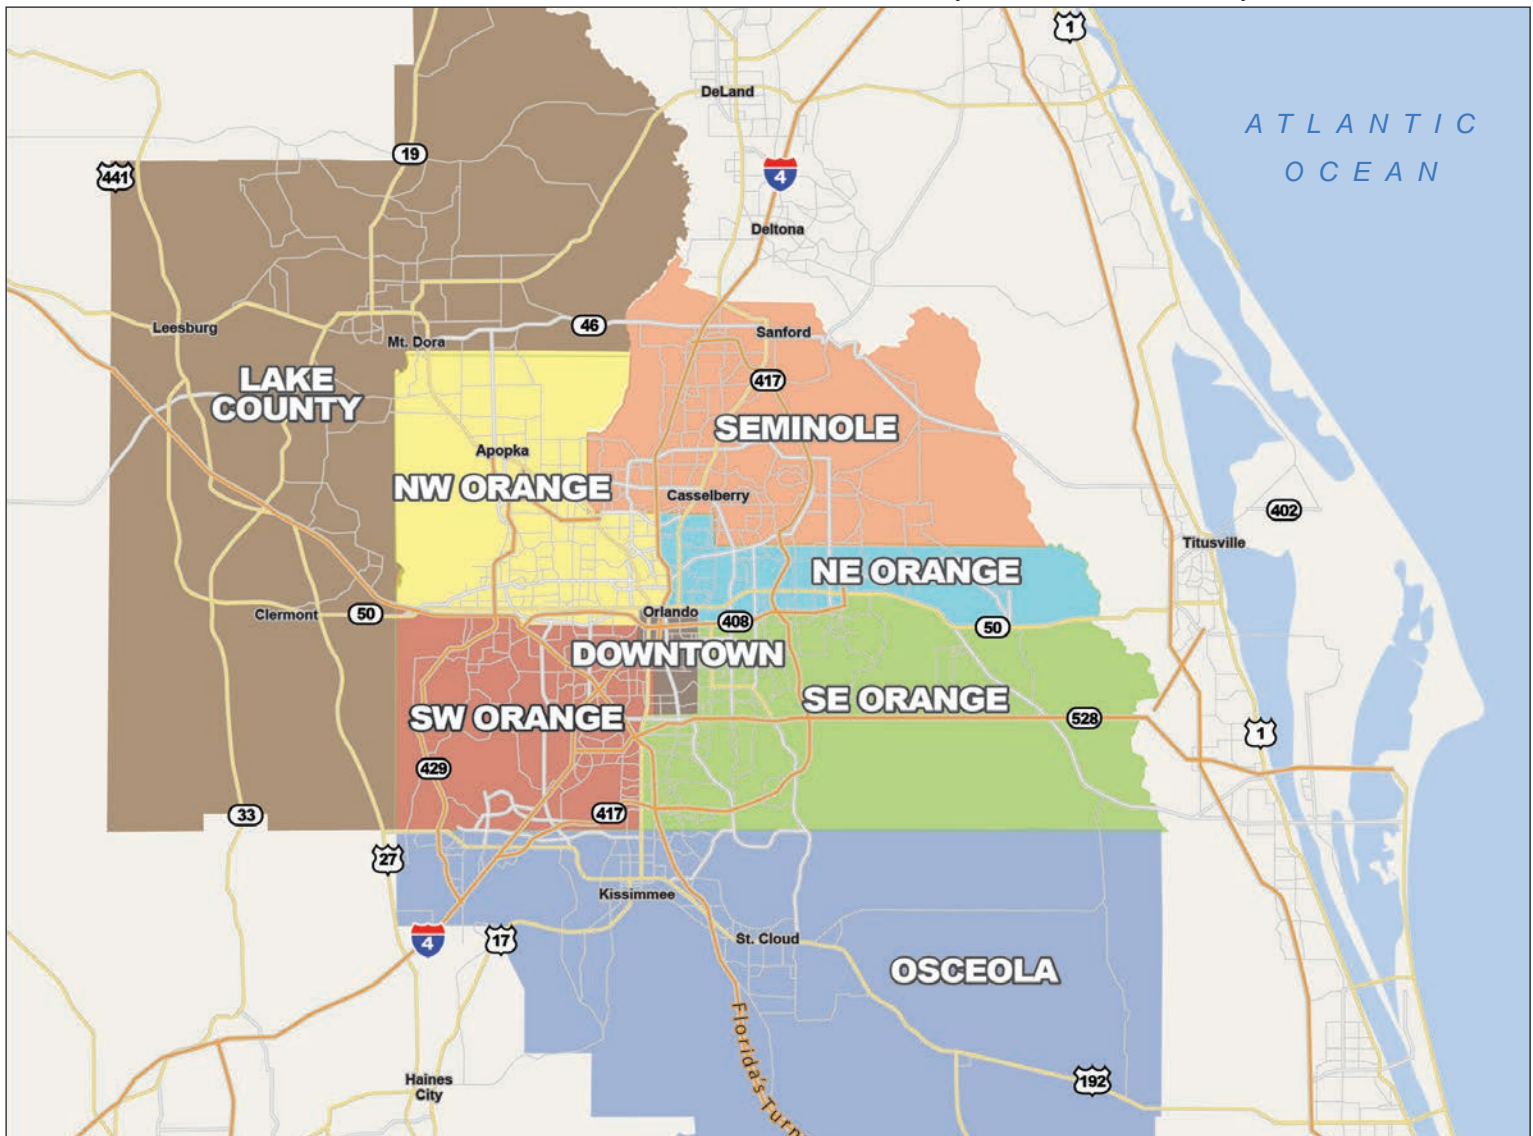 1
DeLand
ATLANTIC
OCEAN
19
441
4
Deltona
Leesburg
46
Sanford
Mt. Dora
LAKE
COUNTY
417
SEMINOLE
Apopka
NW ORANGE
Casselberry
402
Titusville
NE ORANGE
Clermont
50
Orlando
408
50
DOWNTOWN
SE ORANGE
SW ORANGE
528
1
429
33
417
27
Kissimmee
4
17
St. Cloud
OSCEOLA
Florida's Turn
Haines
City
192